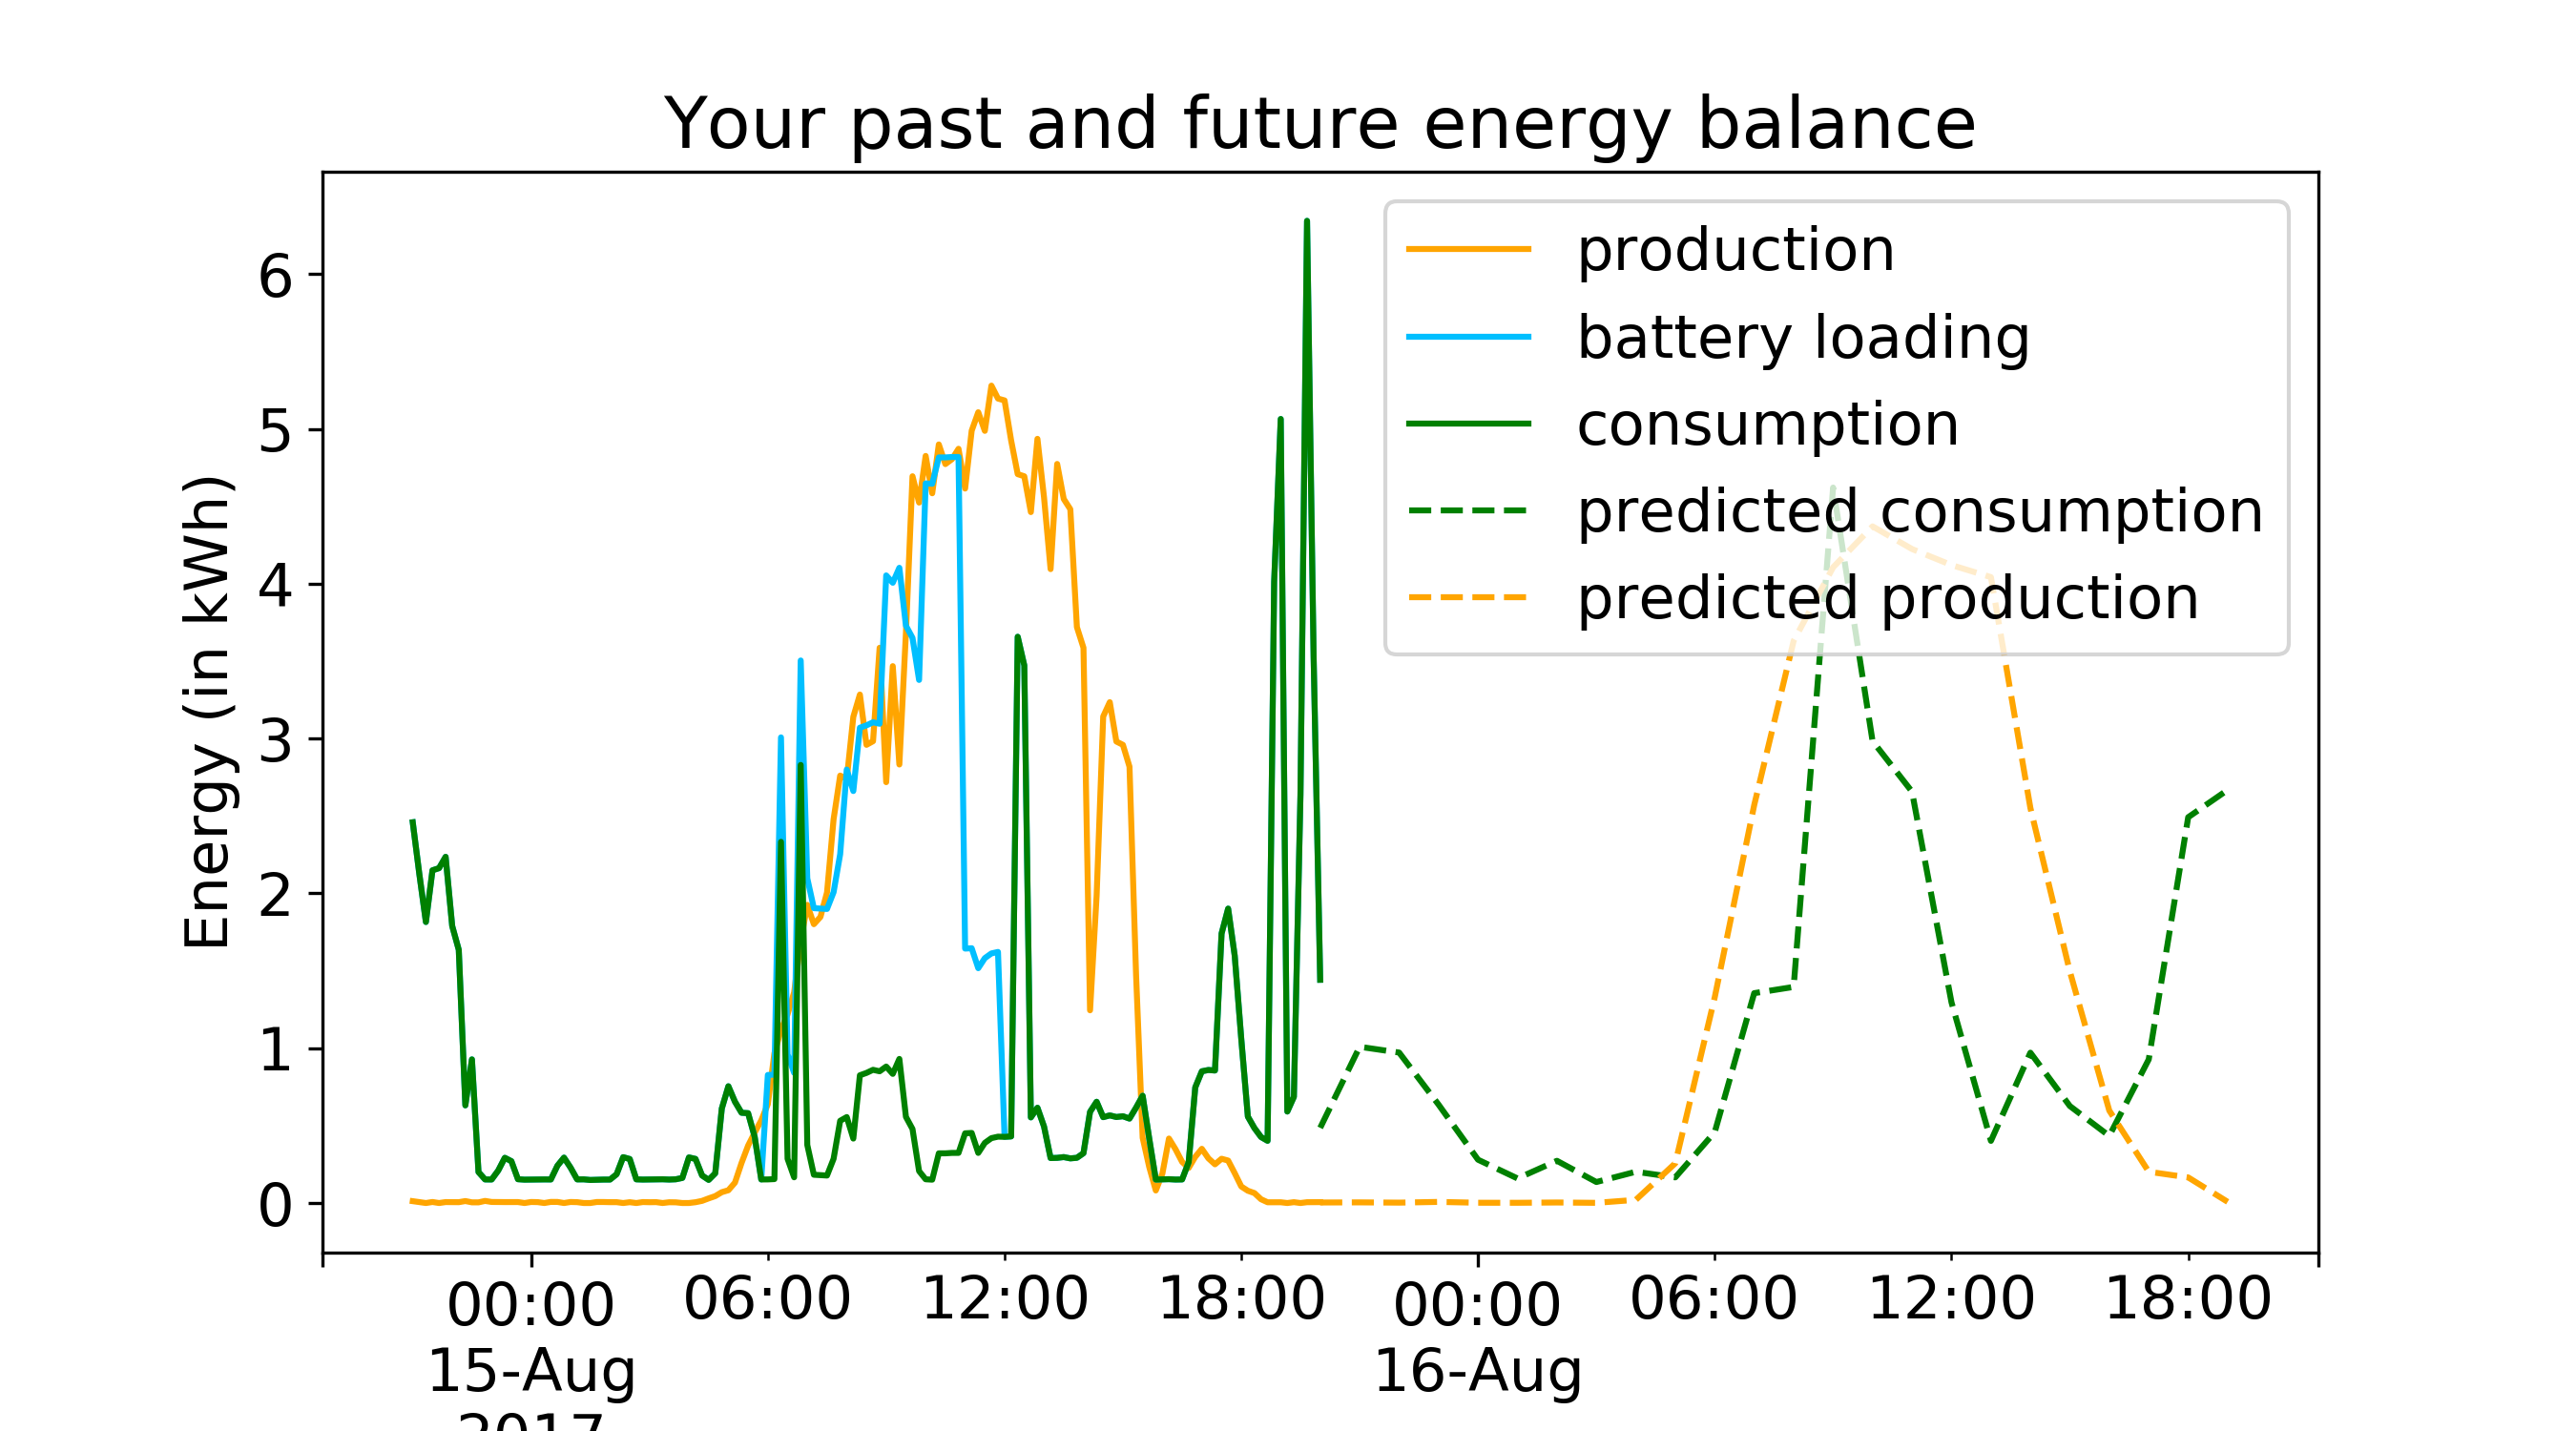 Your past and future energy balance
Energy (in kWh)
6
5
4
3
2
1
0
production
battery loading
consumption
predicted consumption
predicted production
00:00 06:00 12:00 18:00 00:00 06:00 12:00 18:00
15-Aug 16-Aug
2017